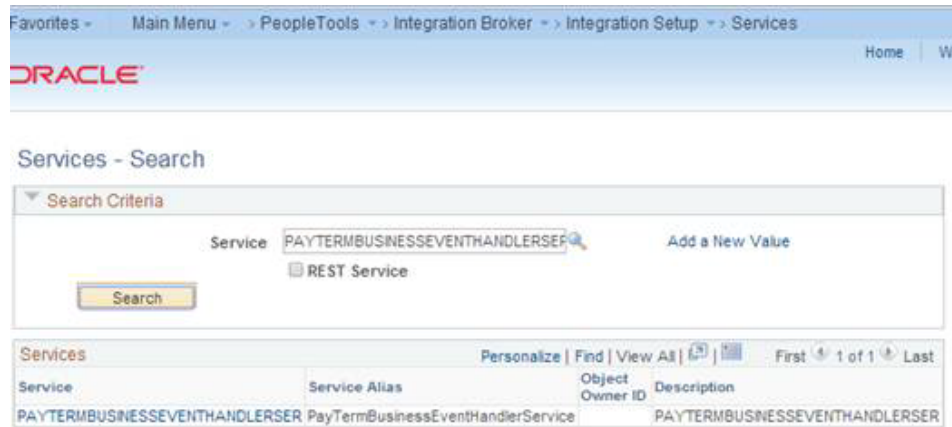 Favorites Main Menu > PeopleTools > Integration Broker > Integration Setup > Services
Home
ORACLE
Services - Search
Search Criteria
Service PAYTERMBUSINESSEVENTHANDLERSER Add a New Value
REST Service
Search
Services Personalize | Find | View All | First 1 of 1 Last
Service Service Alias Object Owner ID Description
PAYTERMBUSINESSEVENTHANDLERSER PayTermBusinessEventHandlerService PAYTERMBUSINESSEVENTHANDLERSER